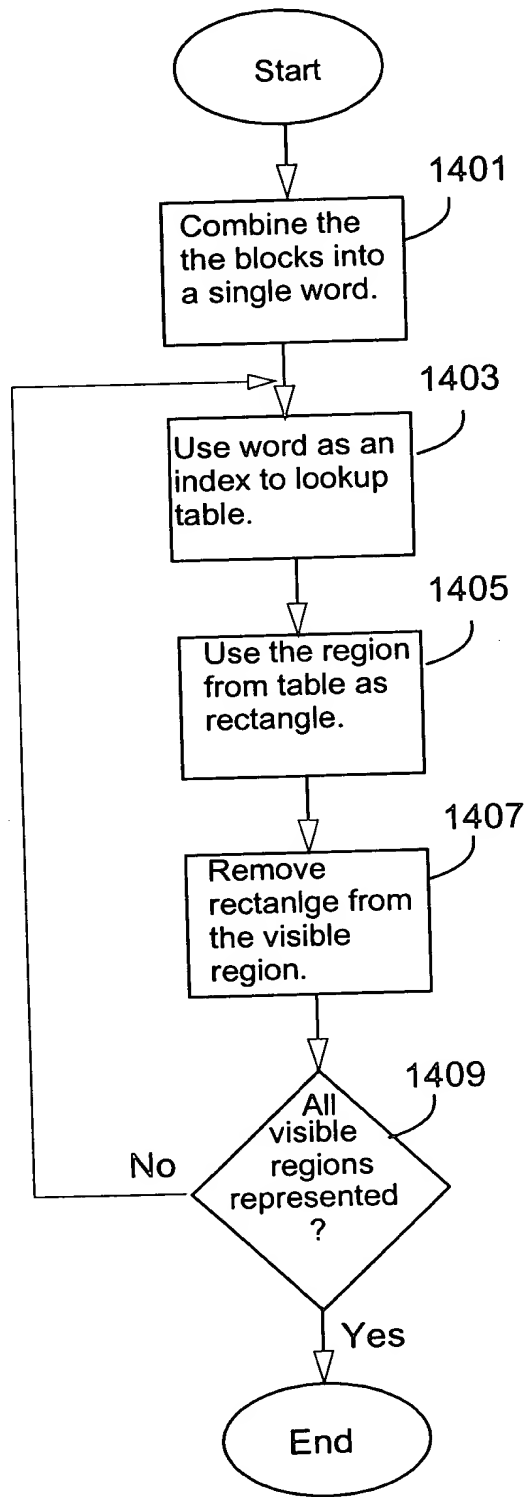 Start
1401
Combine the
the blocks into
a single word.
1403
Use word as an
index to lookup
table.
1405
Use the region
from table as
rectangle.
1407
Remove
rectanlge from
the visible
region.
1409
All
visible
regions
represented
?
No
Yes
End